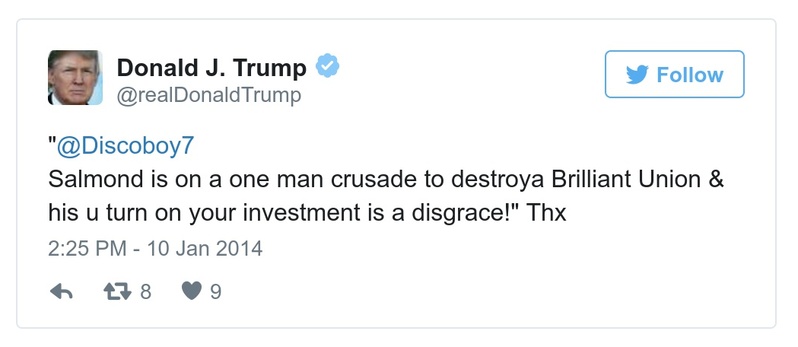 Donald J. Trump
Follow
@realDonaldTrump
"@Discoboy7
Salmond is on a one man crusade to destroya Brilliant Union &
his u turn on your investment is a disgrace!" Thx
2:25 PM - 10 Jan 2014
8 9